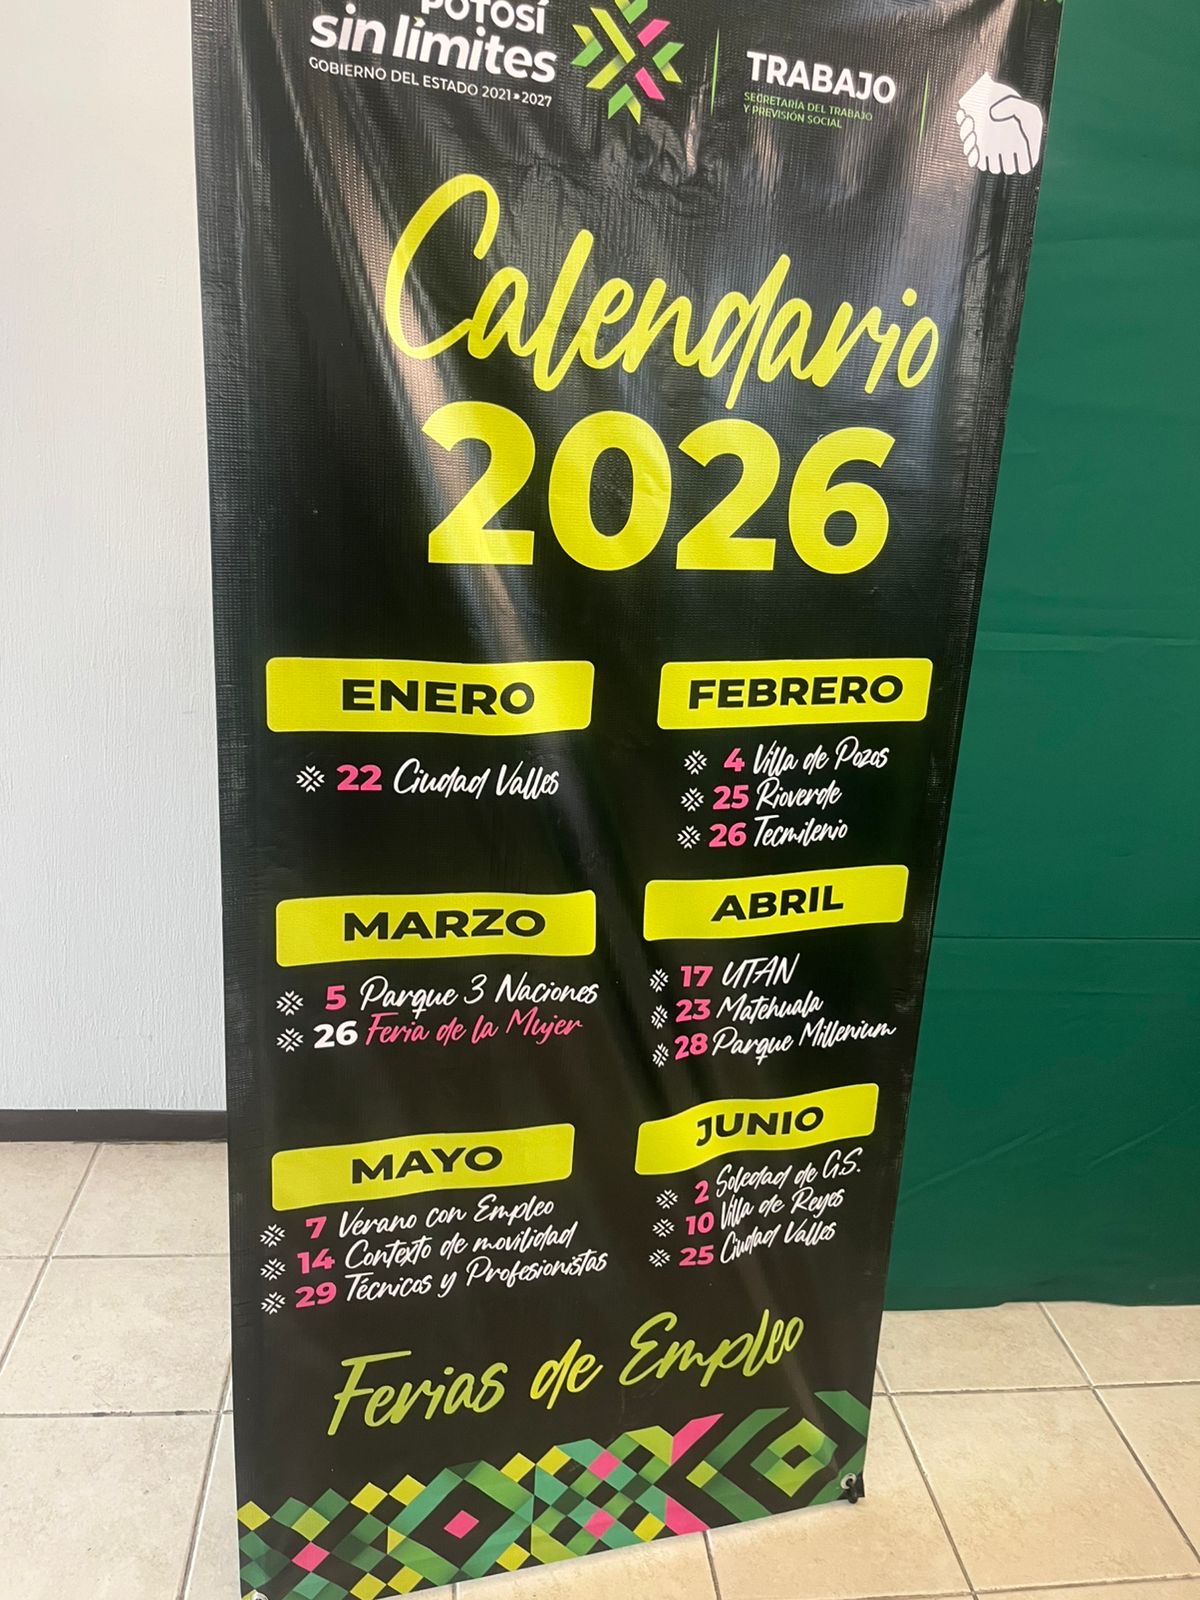 POTOSÍ
sin límites
GOBIERNO DEL ESTADO 2021-2027
TRABAJO
SECRETARÍA DEL TRABAJO
Y PREVISIÓN SOCIAL
Calendario
2026
ENERO
22 Ciudad Valles
FEBRERO
4 Villa de Pozos
25 Rioverde
26 Tecmilenio
MARZO
5 Parque 3 Naciones
26 Feria de la Mujer
ABRIL
17 UTAN
23 Matehuala
28 Parque Millenium
MAYO
7 Verano con Empleo
14 Contexto de movilidad
29 Técnicos y Profesionistas
JUNIO
2 Soledad de G.S.
10 Villa de Reyes
25 Ciudad Valles
Ferias de Empleo